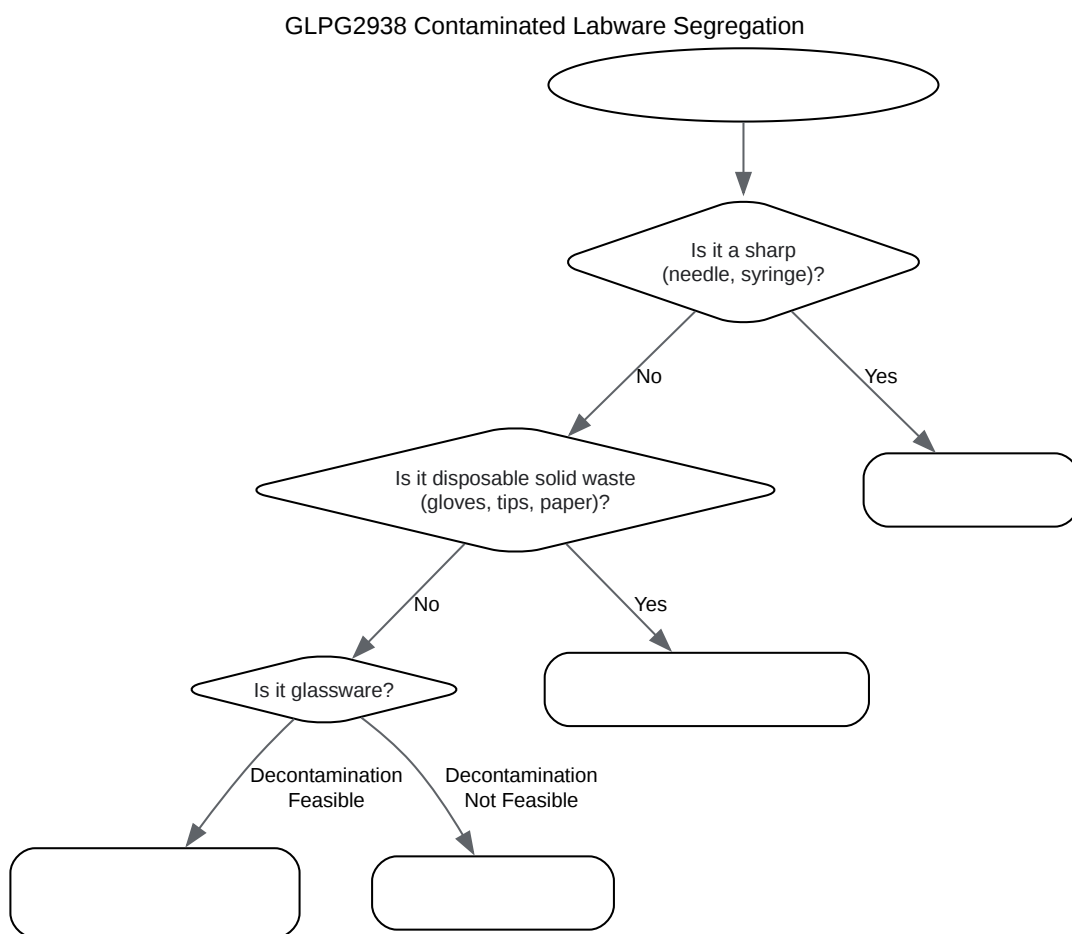 GLPG2938 Contaminated Labware Segregation
Is it a sharp
(needle, syringe)?
No
Yes
Is it disposable solid waste
(gloves, tips, paper)?
No
Yes
Is it glassware?
Decontamination
Feasible
Decontamination
Not Feasible